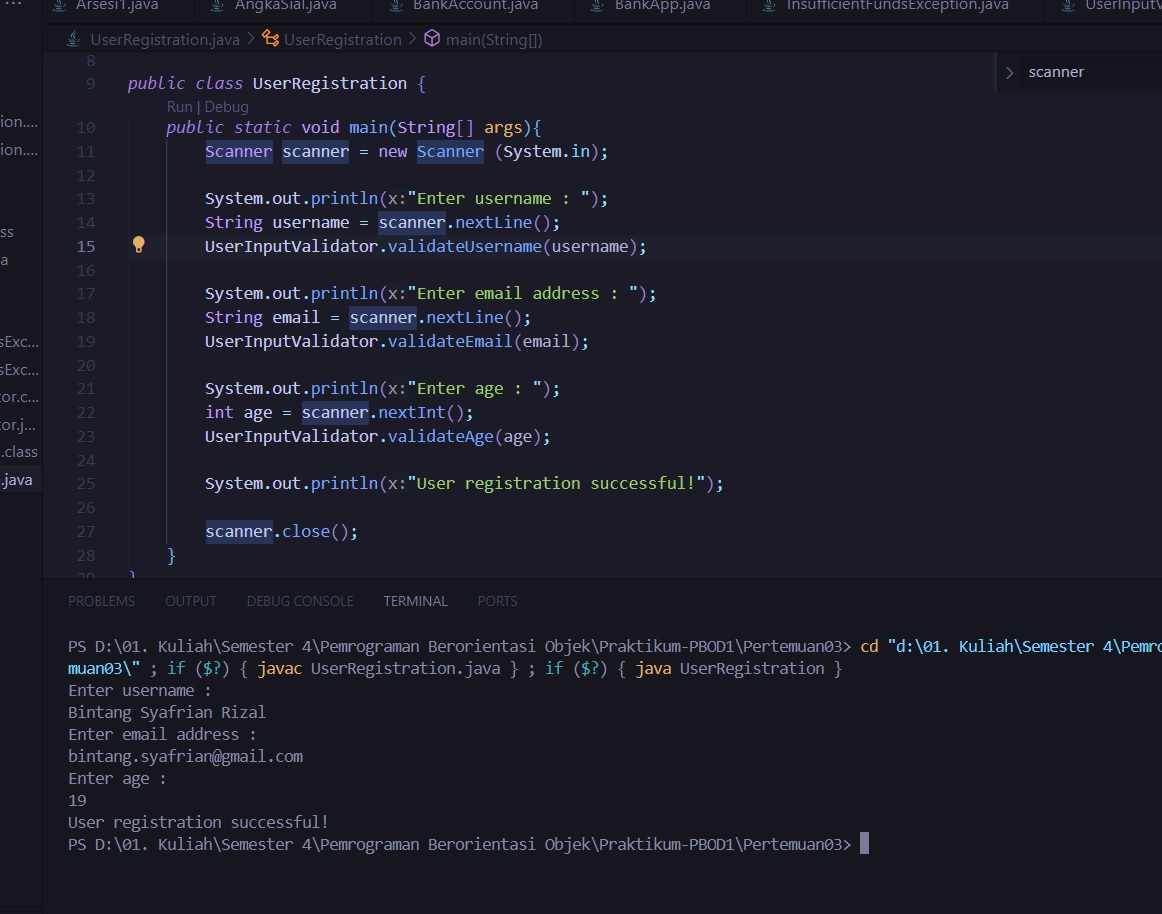 Arsesi1.java AngkaSial.java BankAccount.java BankApp.java InsufficientFundsException.java UserInputV
UserRegistration.java > UserRegistration > main(String[])
scanner
8
9 public class UserRegistration {
Run | Debug
10 public static void main(String[] args){
11 Scanner scanner = new Scanner (System.in);
12
13 System.out.println(x:"Enter username : ");
14 String username = scanner.nextLine();
15 UserInputValidator.validateUsername(username);
16
17 System.out.println(x:"Enter email address : ");
18 String email = scanner.nextLine();
19 UserInputValidator.validateEmail(email);
20
21 System.out.println(x:"Enter age : ");
22 int age = scanner.nextInt();
23 UserInputValidator.validateAge(age);
24
25 System.out.println(x:"User registration successful!");
26
27 scanner.close();
28 }
29 }
ion....
ion....
ss
a
sExc...
sExc...
tor.c...
tor.j...
.class
.java
PROBLEMS OUTPUT DEBUG CONSOLE TERMINAL PORTS
PS D:\01. Kuliah\Semester 4\Pemrograman Berorientasi Objek\Praktikum-PBOD1\Pertemuan03> cd "d:\01. Kuliah\Semester 4\Pemro
muan03\" ; if ($?) { javac UserRegistration.java } ; if ($?) { java UserRegistration }
Enter username :
Bintang Syafrian Rizal
Enter email address :
bintang.syafrian@gmail.com
Enter age :
19
User registration successful!
PS D:\01. Kuliah\Semester 4\Pemrograman Berorientasi Objek\Praktikum-PBOD1\Pertemuan03>